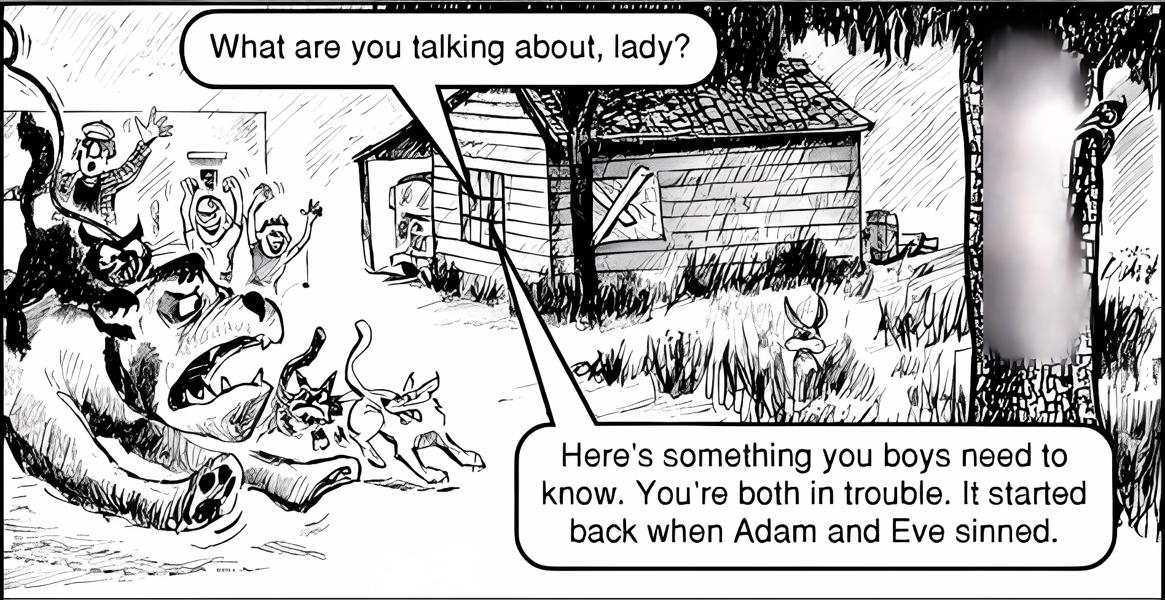 What are you talking about, lady?
Here's something you boys need to
know. You're both in trouble. It started
back when Adam and Eve sinned.